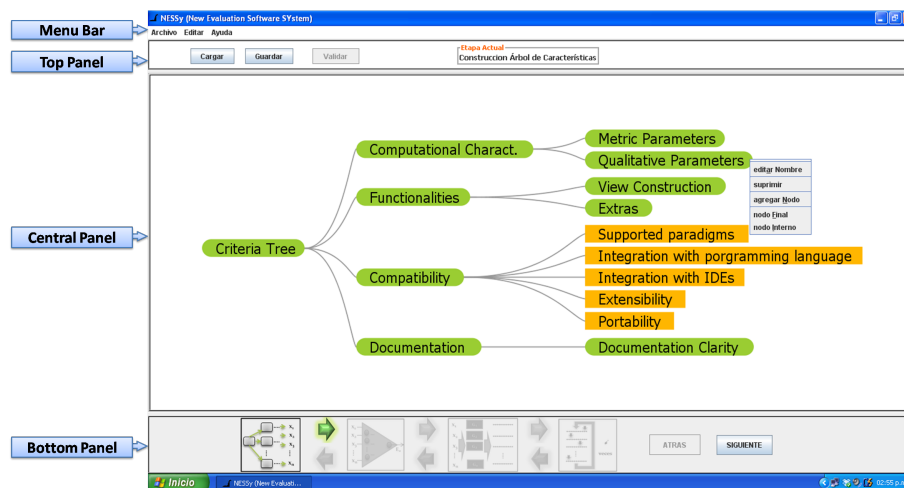 NESSy (New Evaluation Software SYstem)
Menu Bar
Archivo Editar Ayuda
Top Panel
Cargar Guardar Validar
Etapa Actual
Construccion Árbol de Características
Computational Charact.
Metric Parameters
Qualitative Parameters
editar Nombre
suprimir
agregar Nodo
nodo Final
nodo Interno
Functionalities
View Construction
Extras
Central Panel
Criteria Tree
Supported paradigms
Integration with porgramming language
Compatibility
Integration with IDEs
Extensibility
Portability
Documentation
Documentation Clarity
Bottom Panel
ATRAS SIGUIENTE
Inicio
NESSy (New Evaluati...
02:55 p.m